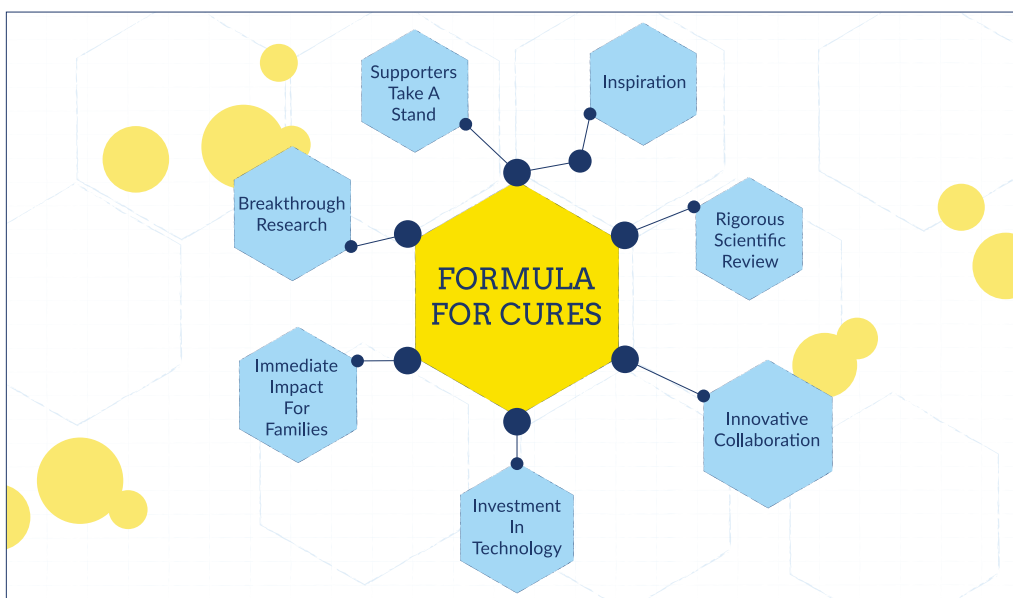 Supporters
Take A
Stand
Inspiration
Breakthrough
Research
Rigorous
Scientific
Review
FORMULA
FOR CURES
Immediate
Impact
For
Families
Innovative
Collaboration
Investment
In
Technology